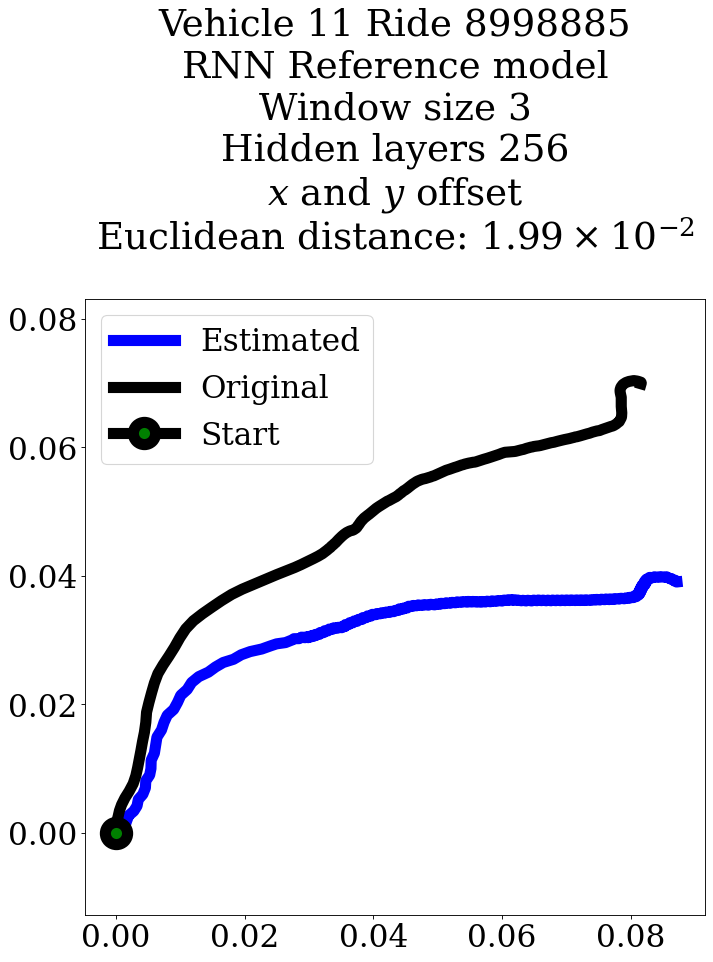 Vehicle 11 Ride 8998885
RNN Reference model
Window size 3
Hidden layers 256
x and y offset
Euclidean distance: 1.99 × 10⁻²
Estimated
Original
Start
0.08
0.06
0.04
0.02
0.00
0.00 0.02 0.04 0.06 0.08